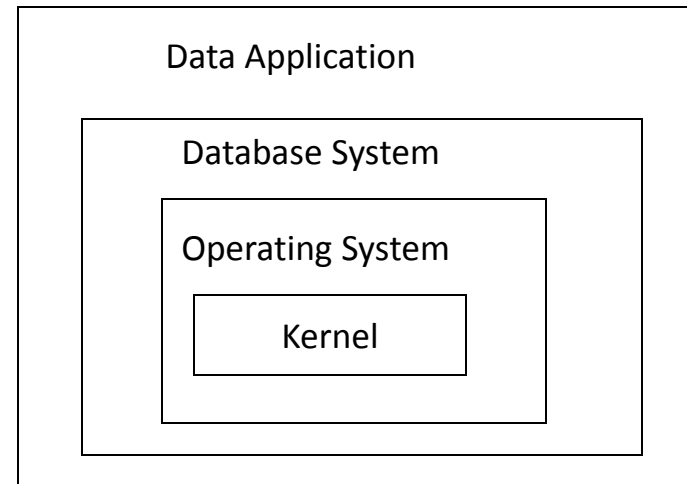 Data Application
Database System
Operating System
Kernel